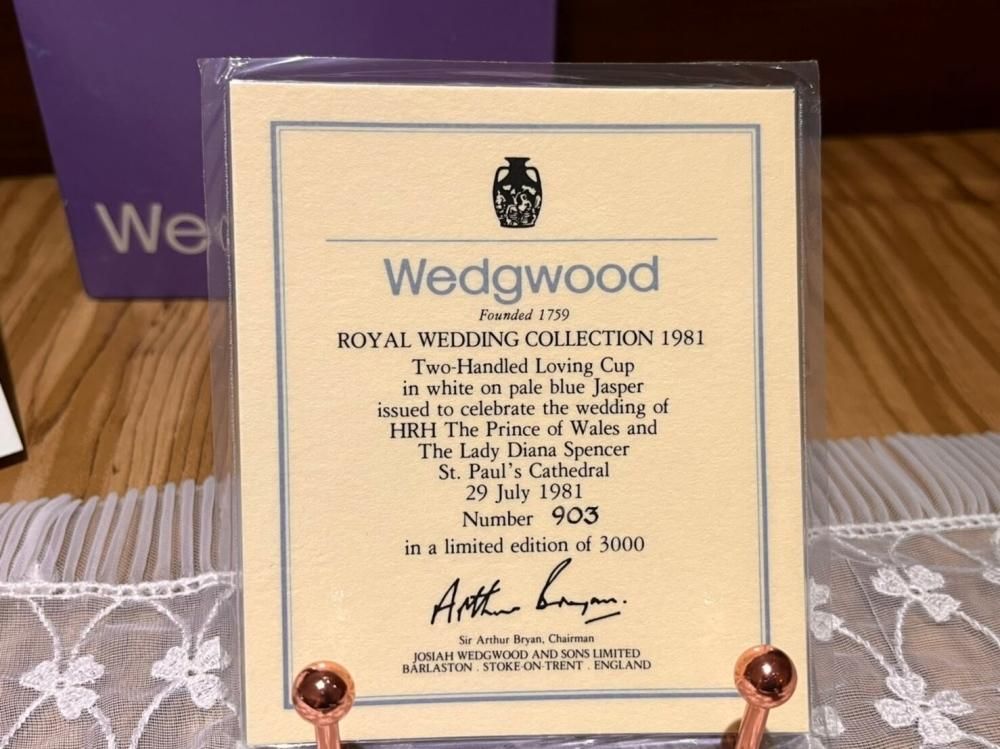 We
Wedgwood
Founded 1759
ROYAL WEDDING COLLECTION 1981
Two-Handled Loving Cup
in white on pale blue Jasper
issued to celebrate the wedding of
HRH The Prince of Wales and
The Lady Diana Spencer
St. Paul's Cathedral
29 July 1981
Number 903
in a limited edition of 3000
Arthur Bryan.
Sir Arthur Bryan, Chairman
JOSIAH WEDGWOOD AND SONS LIMITED
BARLASTON . STOKE-ON-TRENT . ENGLAND